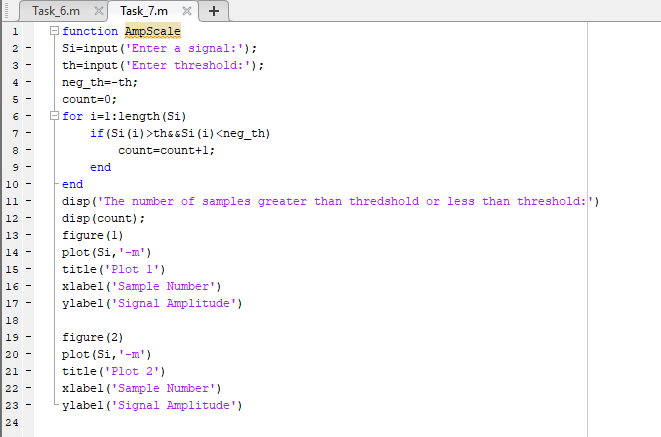 Task_6.m × Task_7.m × +
1 function AmpScale
2 - Si=input('Enter a signal:');
3 - th=input('Enter threshold:');
4 - neg_th=-th;
5 - count=0;
6 - for i=1:length(Si)
7 - if(Si(i)>th&&Si(i)<neg_th)
8 - count=count+1;
9 - end
10 - end
11 - disp('The number of samples greater than thredshold or less than threshold:')
12 - disp(count);
13 - figure(1)
14 - plot(Si,'-m')
15 - title('Plot 1')
16 - xlabel('Sample Number')
17 - ylabel('Signal Amplitude')
18
19 - figure(2)
20 - plot(Si,'-m')
21 - title('Plot 2')
22 - xlabel('Sample Number')
23 - ylabel('Signal Amplitude')
24